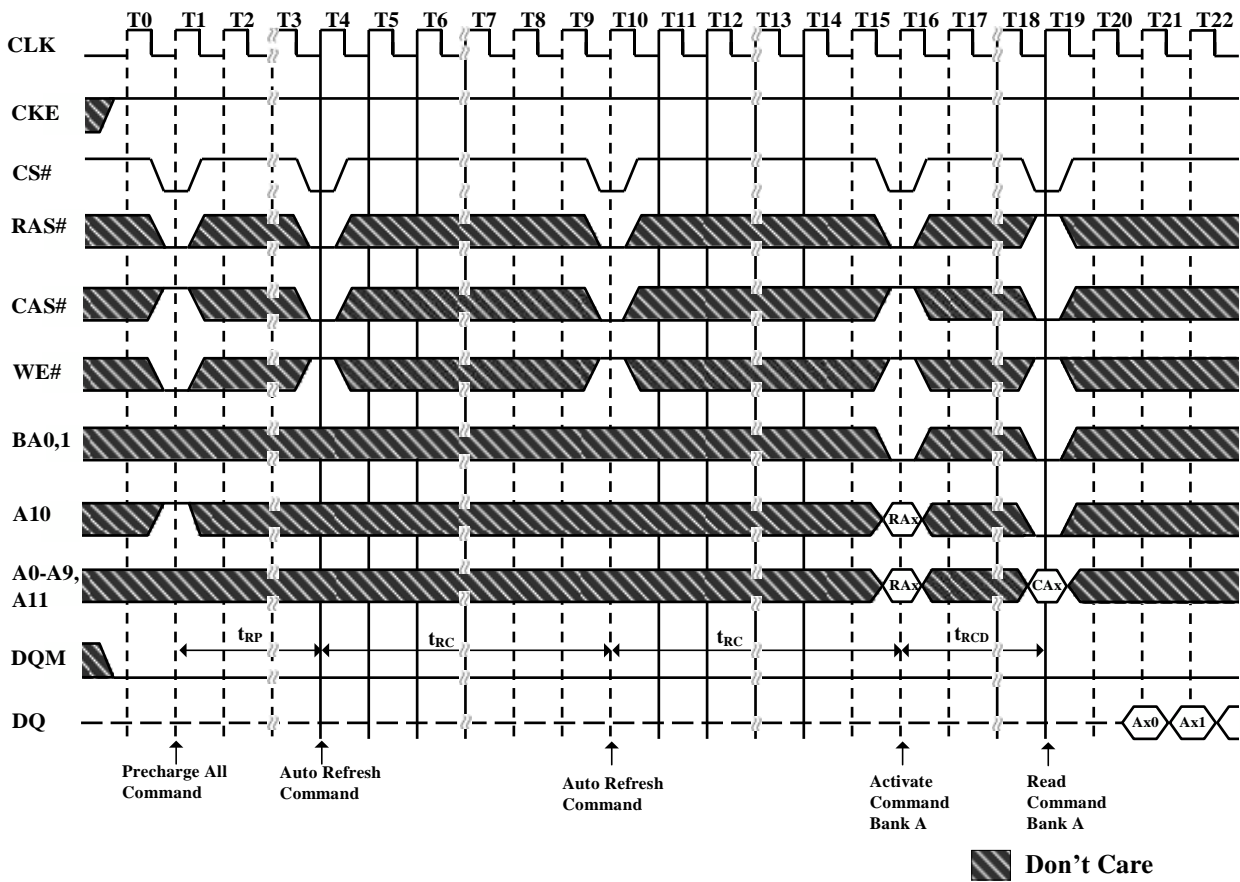 T0 T1 T2 T3 T4 T5 T6 T7 T8 T9 T10 T11 T12 T13 T14 T15 T16 T17 T18 T19 T20 T21 T22
CLK
CKE
CS#
RAS#
CAS#
WE#
BA0,1
A10 RAx
A0-A9,
A11 RAx CAx
tRP tRC tRC tRCD
DQM
DQ Ax0 Ax1
Precharge All
Command
Auto Refresh
Command
Auto Refresh
Command
Activate
Command
Bank A
Read
Command
Bank A
Don't Care